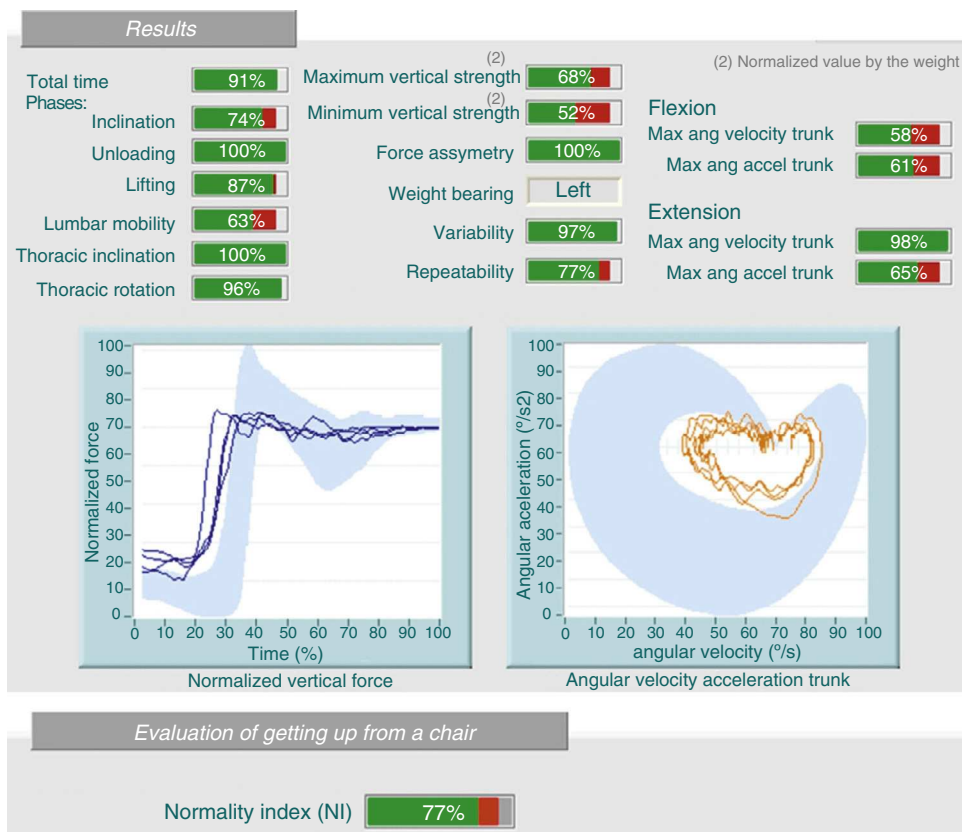 Results
(2) Normalized value by the weight
Total time 91%
Phases:
Inclination 74%
Unloading 100%
Lifting 87%
Lumbar mobility 63%
Thoracic inclination 100%
Thoracic rotation 96%
(2)
Maximum vertical strength 68%
(2)
Minimum vertical strength 52%
Force assymetry 100%
Weight bearing Left
Variability 97%
Repeatability 77%
Flexion
Max ang velocity trunk 58%
Max ang accel trunk 61%
Extension
Max ang velocity trunk 98%
Max ang accel trunk 65%
Normalized force
100
90
80
70
60
50
40
30
20
10
0
0 10 20 30 40 50 60 70 80 90 100
Time (%)
Normalized vertical force
Angular aceleration (º/s2)
100
90
80
70
60
50
40
30
20
10
0
0 10 20 30 40 50 60 70 80 90 100
angular velocity (º/s)
Angular velocity acceleration trunk
Evaluation of getting up from a chair
Normality index (NI) 77%